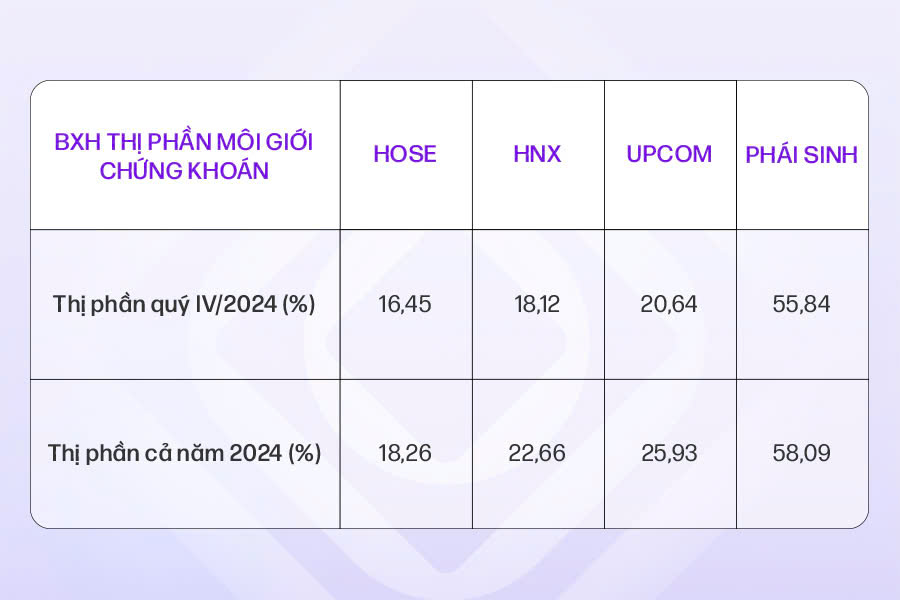 BXH THỊ PHẦN MÔI GIỚI
CHỨNG KHOÁN
HOSE
HNX
UPCOM
PHÁI SINH
Thị phần quý IV/2024 (%)
16,45
18,12
20,64
55,84
Thị phần cả năm 2024 (%)
18,26
22,66
25,93
58,09